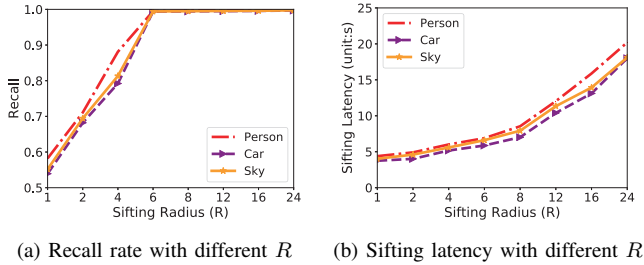 Recall
1.0
0.9
0.8
0.7
0.6
0.5
Person
Car
Sky
1 2 4 6 8 12 16 24
Sifting Radius (R)
(a) Recall rate with different R
Sifting Latency (unit:s)
25
20
15
10
5
0
Person
Car
Sky
1 2 4 6 8 12 16 24
Sifting Radius (R)
(b) Sifting latency with different R